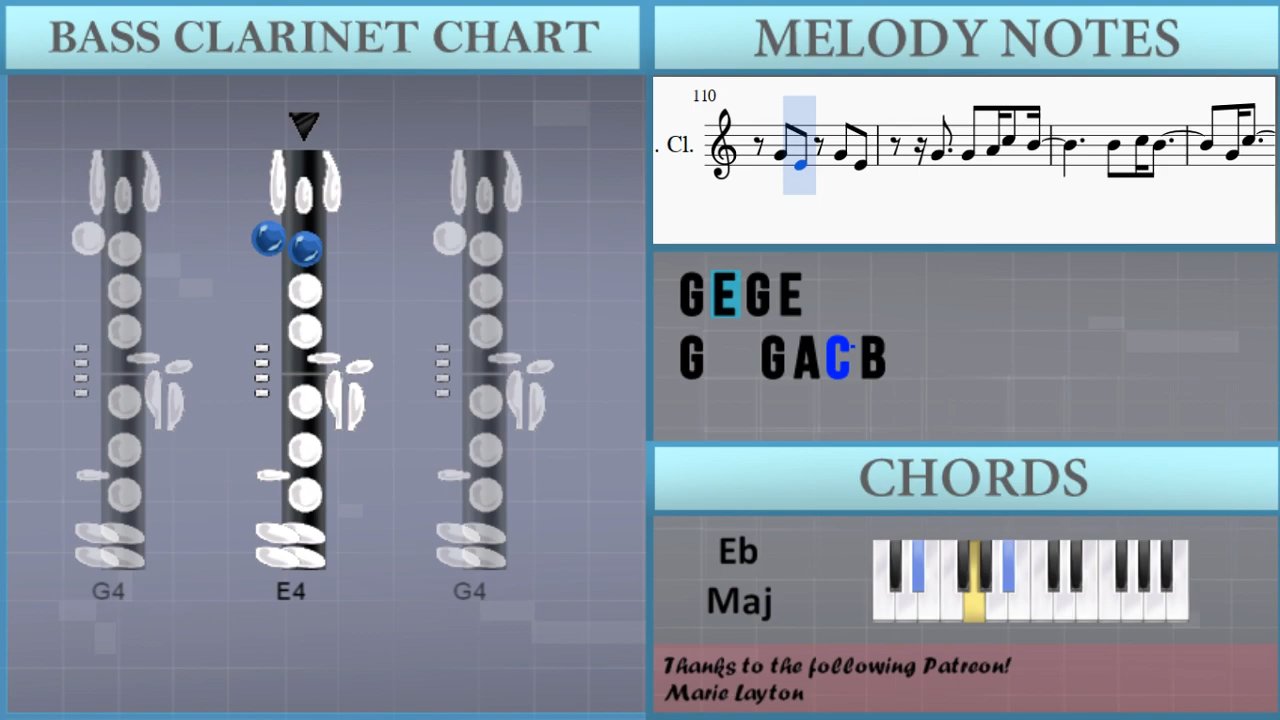 BASS CLARINET CHART
G4
E4
G4
MELODY NOTES
110
. Cl.
GEGE
G GACB
CHORDS
Eb
Maj
Thanks to the following Patreon!
Marie Layton